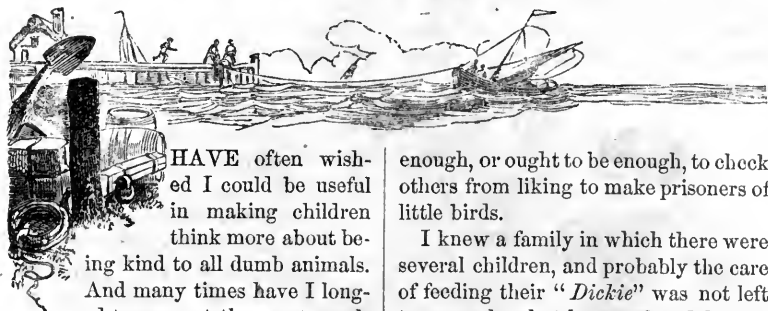 HAVE often wish-
ed I could be useful
in making children
think more about be-
ing kind to all dumb animals.
And many times have I long-
enough, or ought to be enough, to check
others from liking to make prisoners of
little birds.
I knew a family in which there were
several children, and probably the care
of feeding their “Dickie” was not left